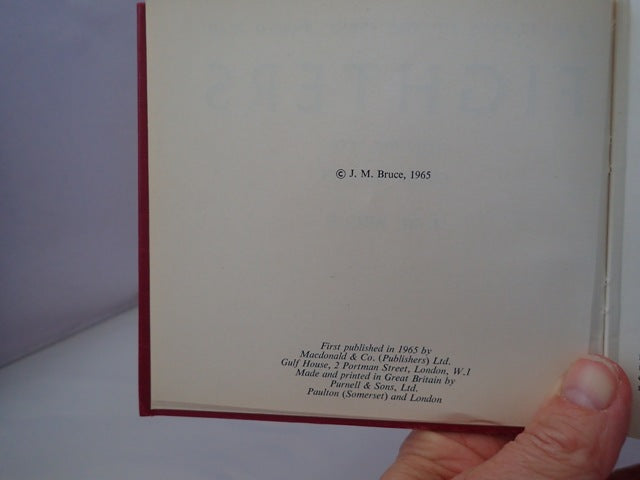 FIGHTERS
© J. M. Bruce, 1965
First published in 1965 by
Macdonald & Co. (Publishers) Ltd.
Gulf House, 2 Portman Street, London, W.1
Made and printed in Great Britain by
Purnell & Sons, Ltd.
Paulton (Somerset) and London